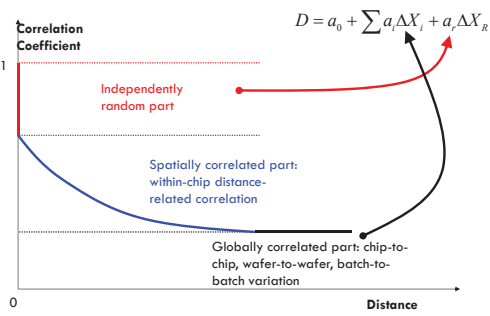 D = a₀ + ∑ aᵢΔXᵢ + aᵣΔX_R
Correlation
Coefficient
1
Independently
random part
Spatially correlated part:
within-chip distance-
related correlation
Globally correlated part: chip-to-
chip, wafer-to-wafer, batch-to-
batch variation
0
Distance